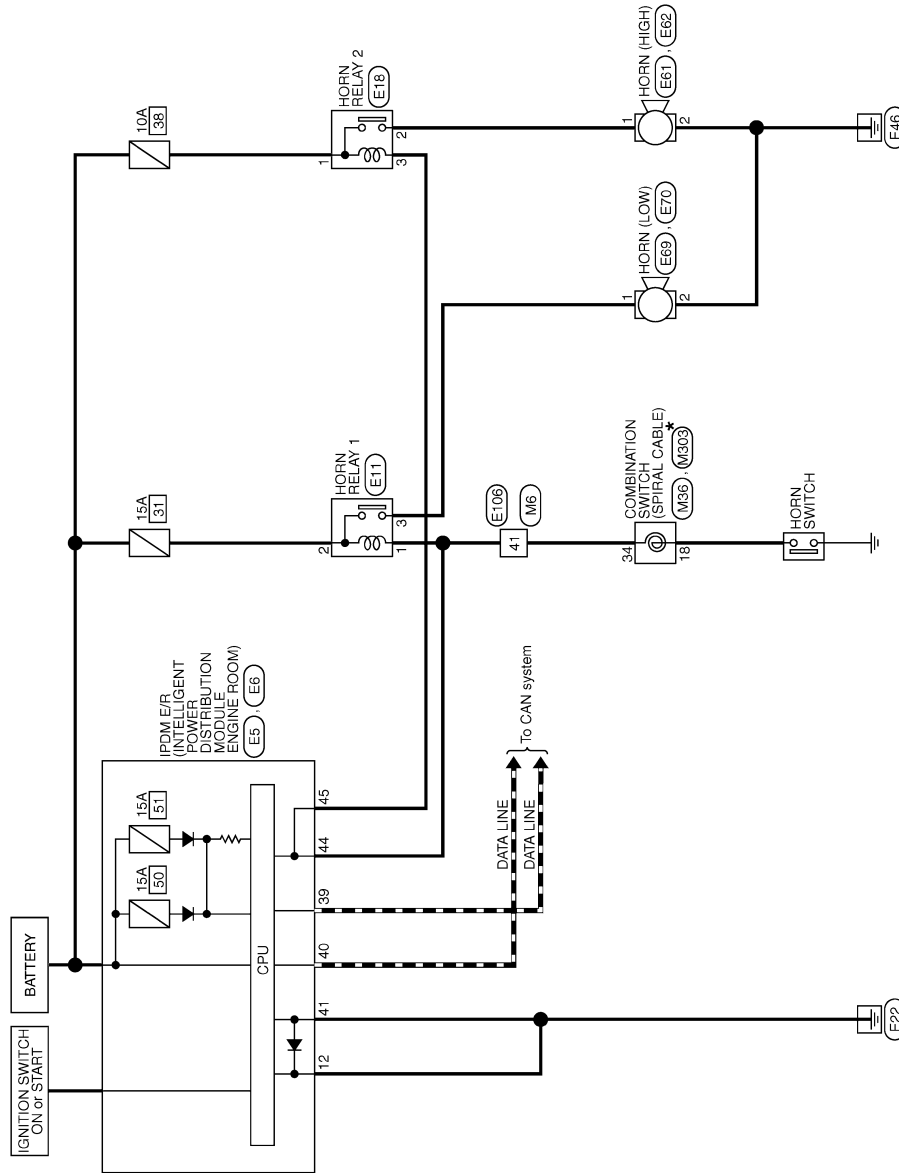 BATTERY
IGNITION SWITCH
ON or START
IPDM E/R
(INTELLIGENT
POWER
DISTRIBUTION
MODULE
ENGINE ROOM)
E5 , E6
15A
50
15A
51
CPU
12
41
40
39
44
45
DATA LINE
DATA LINE
To CAN system
E22
15A
31
HORN
RELAY 1
E11
2
1
3
E106
41
M6
COMBINATION
SWITCH
(SPIRAL CABLE)
*
M36 , M303
34
18
HORN
SWITCH
10A
38
HORN
RELAY 2
E18
1
3
2
HORN (LOW)
E69 , E70
1
2
HORN (HIGH)
E61 , E62
1
2